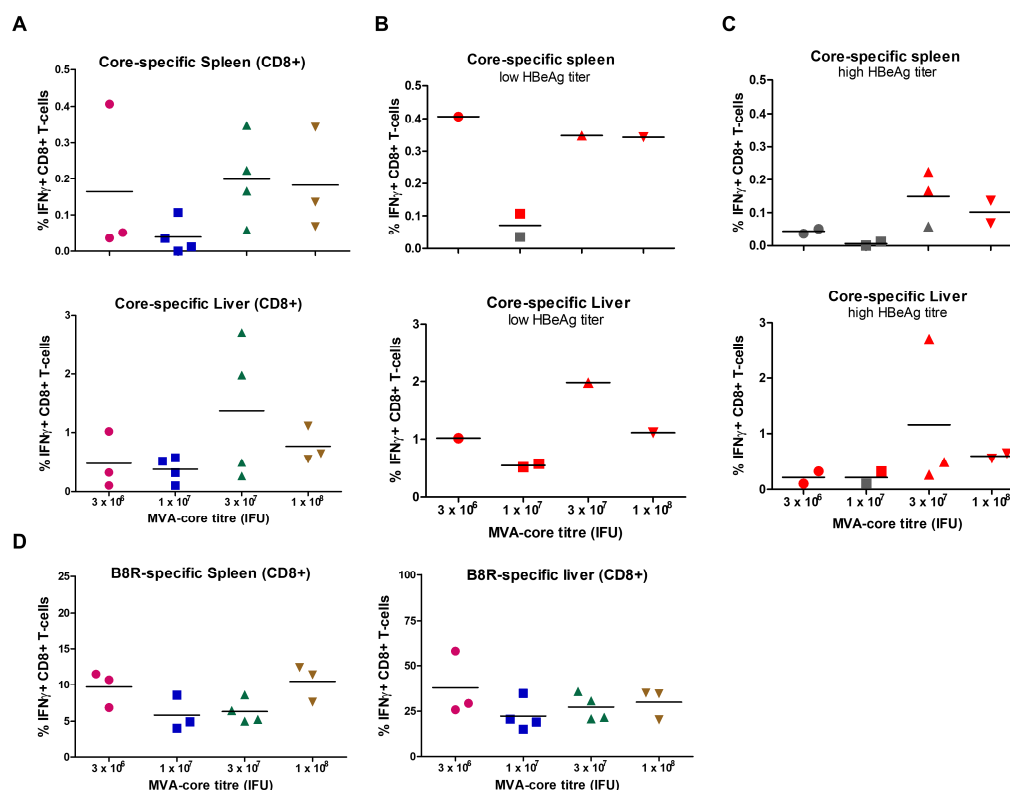 A
Core-specific Spleen (CD8+)
% IFNγ+ CD8+ T-cells
0.5
0.4
0.3
0.2
0.1
0.0
Core-specific Liver (CD8+)
% IFNγ+ CD8+ T-cells
3
2
1
0
3 x 10⁶
1 x 10⁷
3 x 10⁷
1 x 10⁸
MVA-core titre (IFU)
B
Core-specific spleen
low HBeAg titer
% IFNγ+ CD8+ T-cells
0.5
0.4
0.3
0.2
0.1
0.0
Core-specific Liver
low HBeAg titer
% IFNγ+ CD8+ T-cells
3
2
1
0
3 x 10⁶
1 x 10⁷
3 x 10⁷
1 x 10⁸
MVA-core titre (IFU)
C
Core-specific spleen
high HBeAg titer
% IFNγ+ CD8+ T-cells
0.5
0.4
0.3
0.2
0.1
0.0
Core-specific Liver
high HBeAg titre
% IFNγ+ CD8+ T-cells
3
2
1
0
3 x 10⁶
1 x 10⁷
3 x 10⁷
1 x 10⁸
MVA-core titre (IFU)
D
B8R-specific Spleen (CD8+)
% IFNγ+ CD8+ T-cells
25
20
15
10
5
0
3 x 10⁶
1 x 10⁷
3 x 10⁷
1 x 10⁸
MVA-core titre (IFU)
B8R-specific liver (CD8+)
% IFNγ+ CD8+ T-cells
100
75
50
25
0
3 x 10⁶
1 x 10⁷
3 x 10⁷
1 x 10⁸
MVA-core titre (IFU)